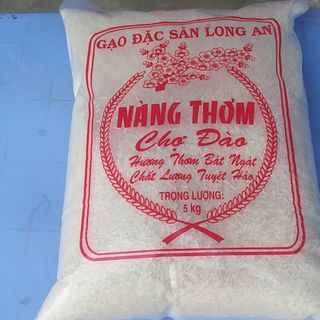 GẠO ĐẶC SẢN LONG AN
NÀNG THƠM
Chợ Đào
Hương Thơm Bát Ngát
Chất Lượng Tuyệt Hảo
TRỌNG LƯỢNG:
5 kg